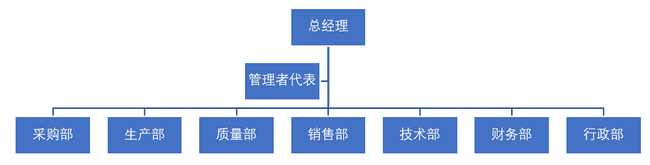 总经理
管理者代表
采购部
生产部
质量部
销售部
技术部
财务部
行政部